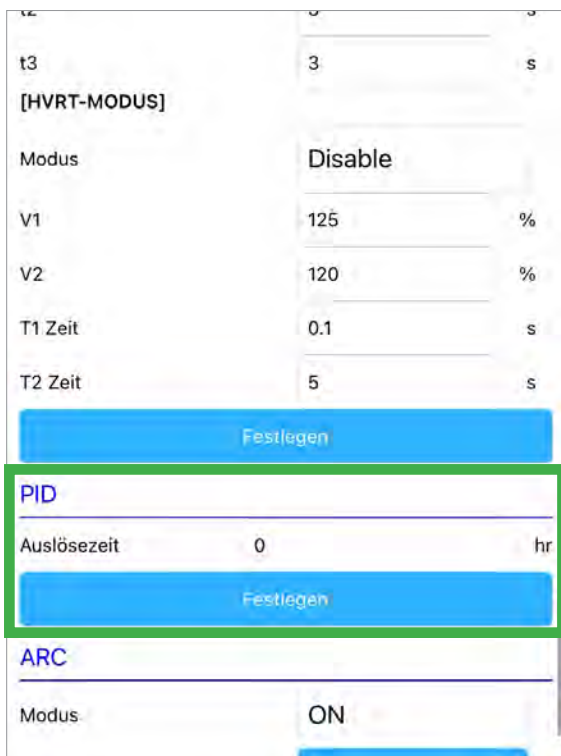 t3 3 s
[HVRT-MODUS]
Modus Disable
V1 125 %
V2 120 %
T1 Zeit 0.1 s
T2 Zeit 5 s
Festlegen
PID
Auslösezeit 0 hr
Festlegen
ARC
Modus ON